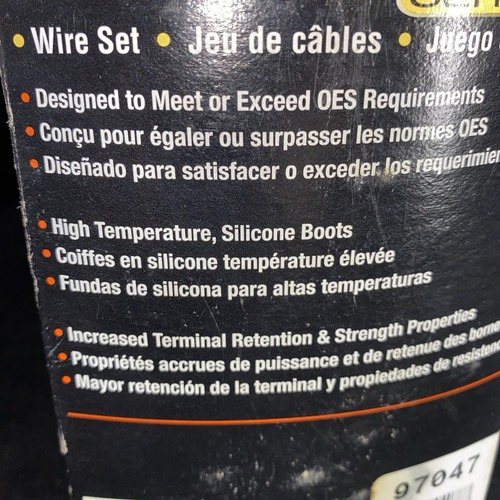 • Wire Set • Jeu de câbles • Juego
• Designed to Meet or Exceed OES Requirements
• Conçu pour égaler ou surpasser les normes OES
• Diseñado para satisfacer o exceder los
• High Temperature, Silicone Boots
• Coiffes en silicone température élevée
• Fundas de silicona para altas temperaturas
• Increased Terminal Retention & Strength Properties
• Propriétés accrues de puissance et de retenue des
• Mayor retención de la terminal y propiedades de
97047